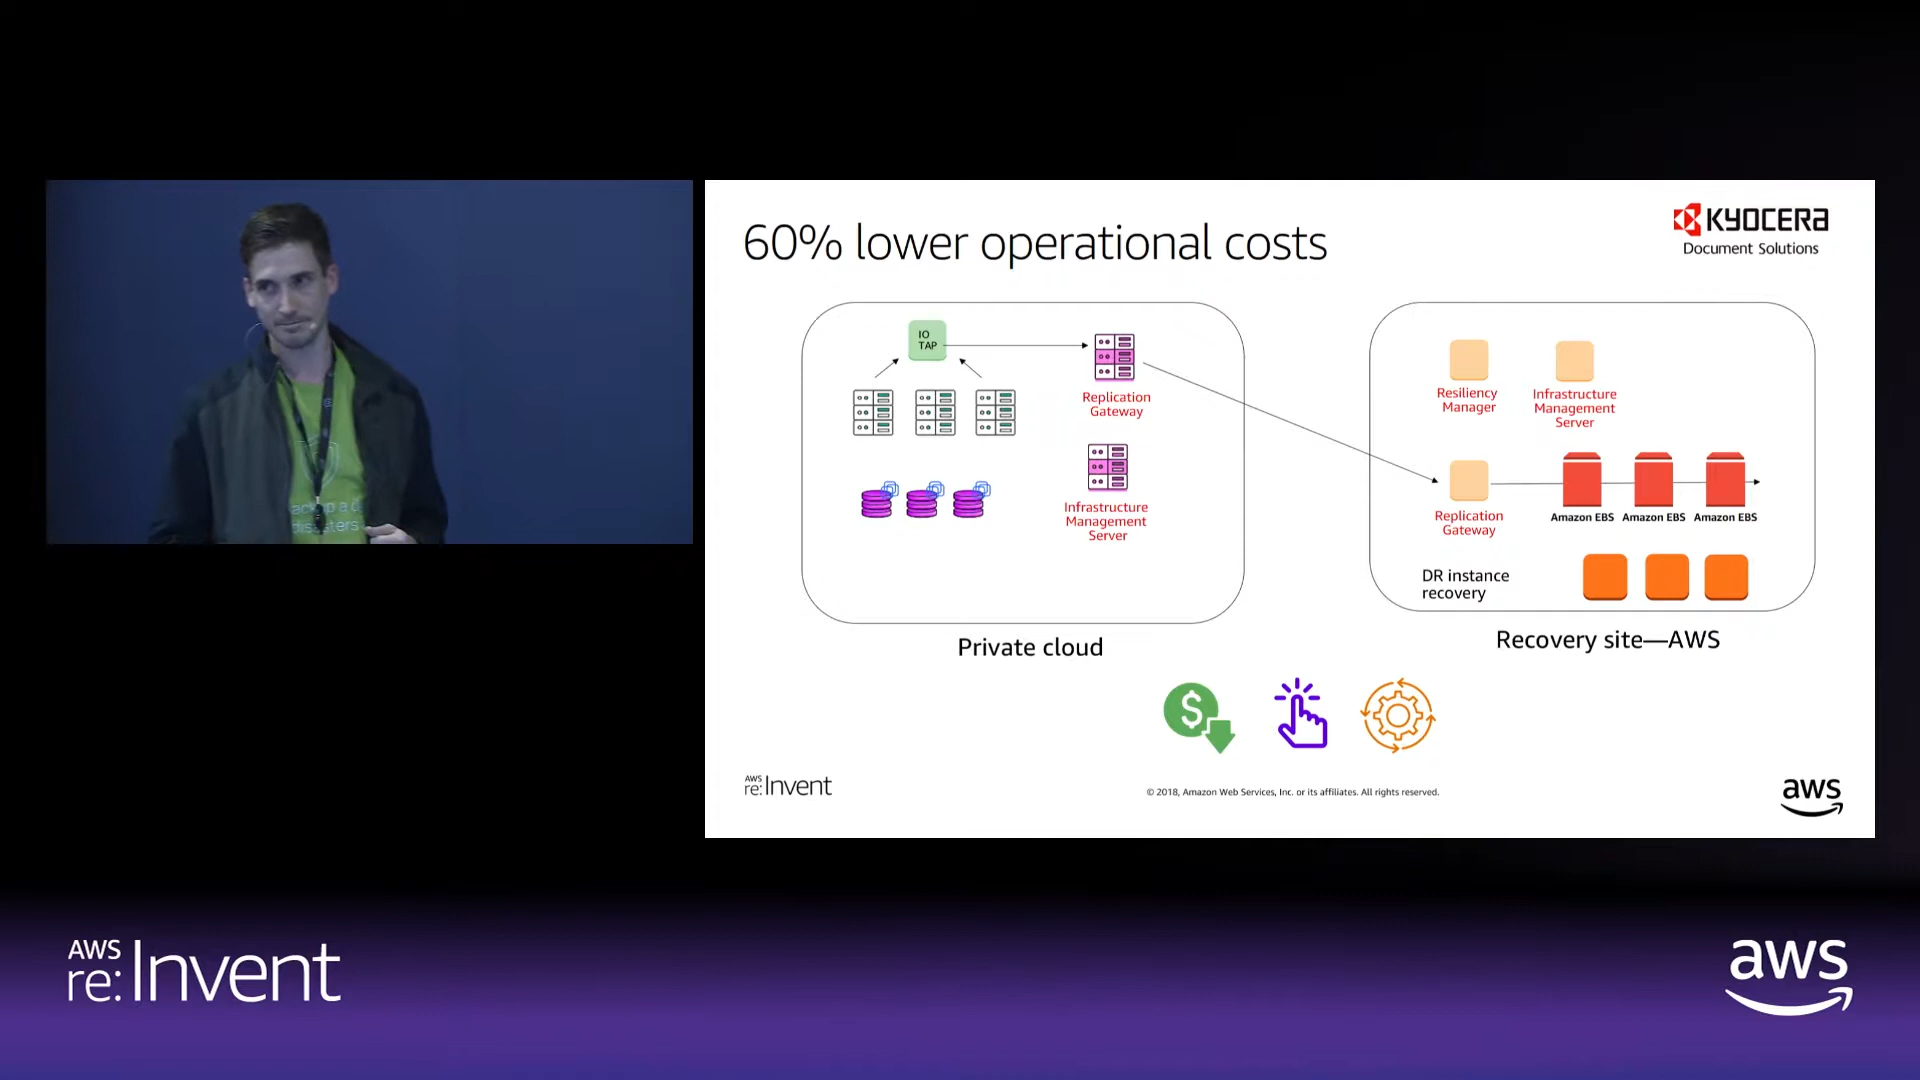 60% lower operational costs
KYOCERA
Document Solutions
IO
TAP
Replication
Gateway
Infrastructure
Management
Server
Private cloud
Resiliency
Manager
Infrastructure
Management
Server
Replication
Gateway
Amazon EBS
Amazon EBS
Amazon EBS
DR instance
recovery
Recovery site—AWS
$
AWS
re:Invent
© 2018, Amazon Web Services, Inc. or its affiliates. All rights reserved.
aws
disasters
AWS
re:Invent
aws